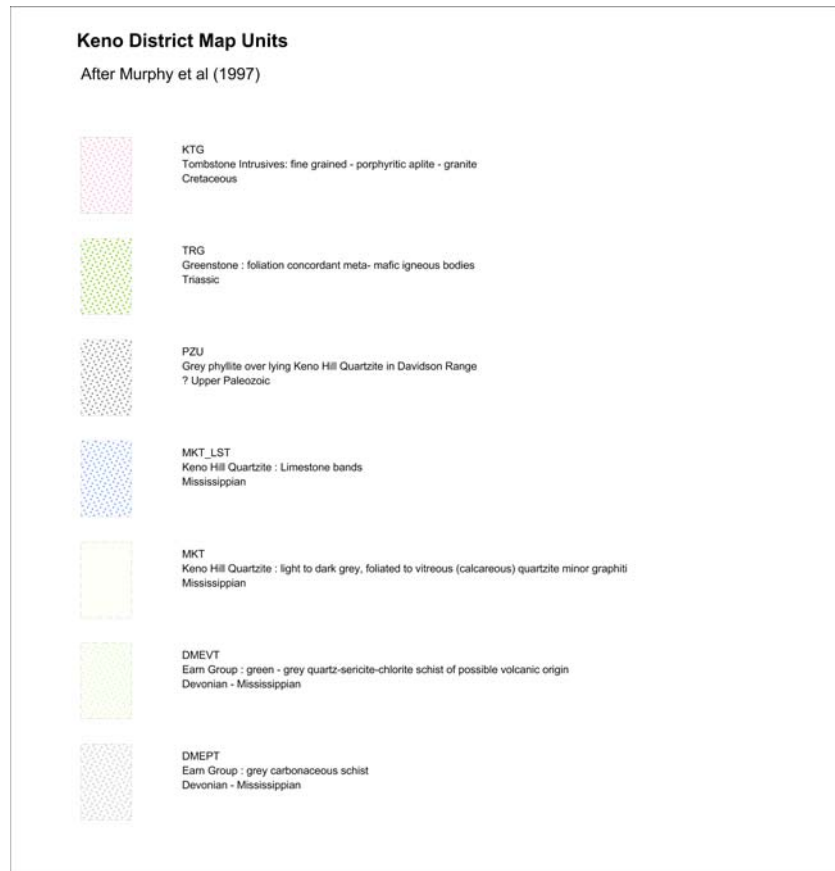 Keno District Map Units
After Murphy et al (1997)
KTG
Tombstone Intrusives: fine grained - porphyritic aplite - granite
Cretaceous
TRG
Greenstone : foliation concordant meta- mafic igneous bodies
Triassic
PZU
Grey phyllite over lying Keno Hill Quartzite in Davidson Range
? Upper Paleozoic
MKT_LST
Keno Hill Quartzite : Limestone bands
Mississippian
MKT
Keno Hill Quartzite : light to dark grey, foliated to vitreous (calcareous) quartzite minor graphiti
Mississippian
DMEVT
Earn Group : green - grey quartz-sericite-chlorite schist of possible volcanic origin
Devonian - Mississippian
DMEPT
Earn Group : grey carbonaceous schist
Devonian - Mississippian